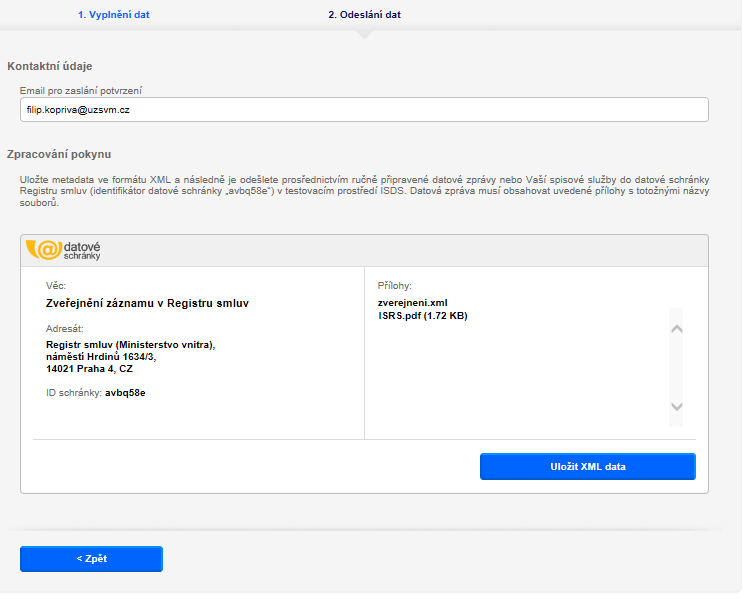 1. Vyplnění dat
2. Odeslání dat
Kontaktní údaje
Email pro zaslání potvrzení
filip.kopriva@uzsvm.cz
Zpracování pokynu
Uložte metadata ve formátu XML a následně je odešlete prostřednictvím ručně připravené datové zprávy nebo Vaší spisové služby do datové schránky
Registru smluv (identifikátor datové schránky „avbq58e“) v testovacím prostředí ISDS. Datová zpráva musí obsahovat uvedené přílohy s totožnými názvy
souborů.
datové
schránky
Věc:
Zveřejnění záznamu v Registru smluv
Adresát:
Registr smluv (Ministerstvo vnitra),
náměstí Hrdinů 1634/3,
14021 Praha 4, CZ
ID schránky: avbq58e
Přílohy:
zverejneni.xml
ISRS.pdf (1.72 KB)
Uložit XML data
< Zpět